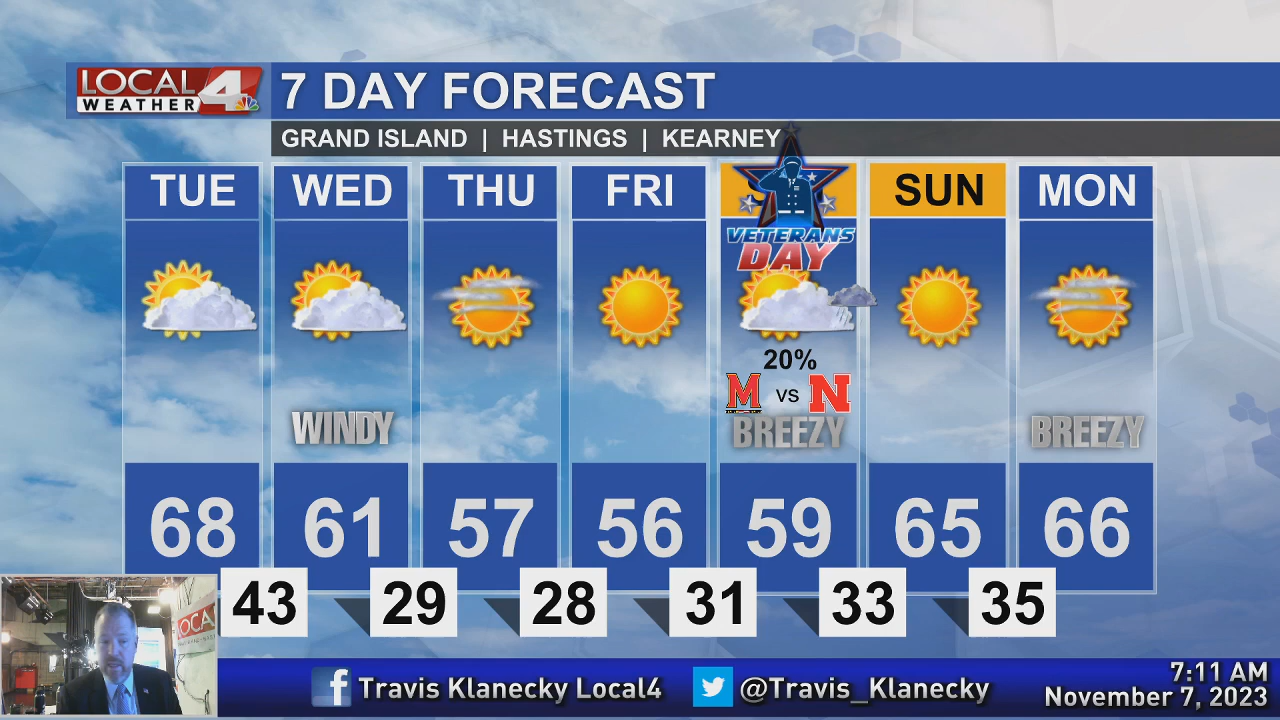 LOCAL 4
WEATHER
7 DAY FORECAST
GRAND ISLAND | HASTINGS | KEARNEY
TUE WED THU FRI SUN MON
VETERANS
DAY
20%
M vs N
WINDY BREEZY BREEZY
68 61 57 56 59 65 66
43 29 28 31 33 35
LOCA
f Travis Klanecky Local4 @Travis_Klanecky
7:11 AM
November 7, 2023